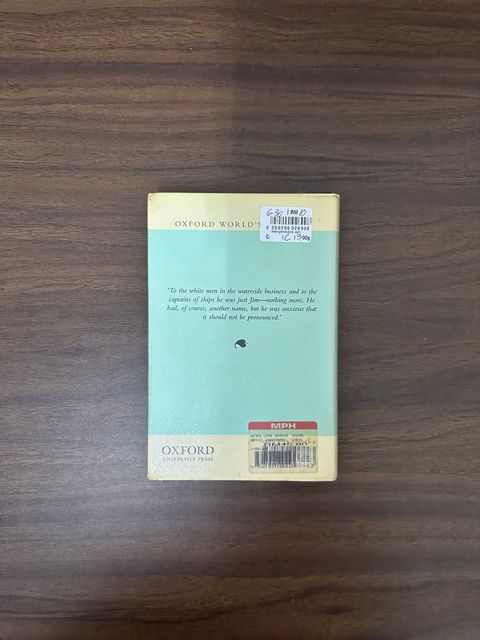 OXFORD WORLD'S
RM
'To the white men in the waterside business and to the
captains of ships he was just Jim—nothing more. He
had, of course, another name, but he was anxious that
it should not be pronounced.'
MPH
OXFORD
UNIVERSITY PRESS